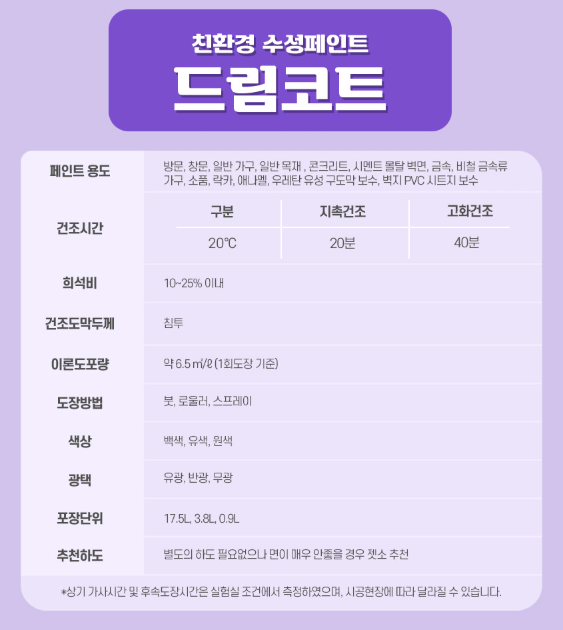 친환경 수성페인트
드림코트
페인트 용도
방문, 창문, 일반 가구, 일반 목재 , 콘크리트, 시멘트 몰탈 벽면, 금속, 비철 금속류
가구, 소품, 락카, 애나멜, 우레탄 유성 구도막 보수, 벽지 PVC 시트지 보수
건조시간
구분 지촉건조 고화건조
20℃ 20분 40분
희석비
10~25% 이내
건조도막두께
침투
이론도포량
약 6.5 ㎡/ℓ (1회도장 기준)
도장방법
붓, 로울러, 스프레이
색상
백색, 유색, 원색
광택
유광, 반광, 무광
포장단위
17.5L, 3.8L, 0.9L
추천하도
별도의 하도 필요없으나 면이 매우 안좋을 경우 젯소 추천
*상기 가사시간 및 후속도장시간은 실험실 조건에서 측정하였으며, 시공현장에 따라 달라질 수 있습니다.